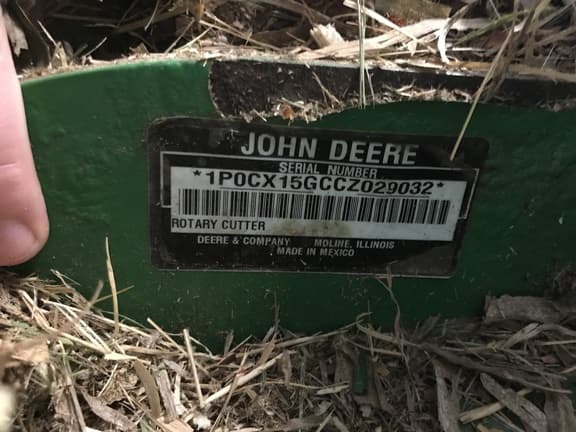 JOHN DEERE
SERIAL NUMBER
*1P0CX15GCCZ029032*
ROTARY CUTTER
DEERE & COMPANY MOLINE, ILLINOIS
MADE IN MEXICO